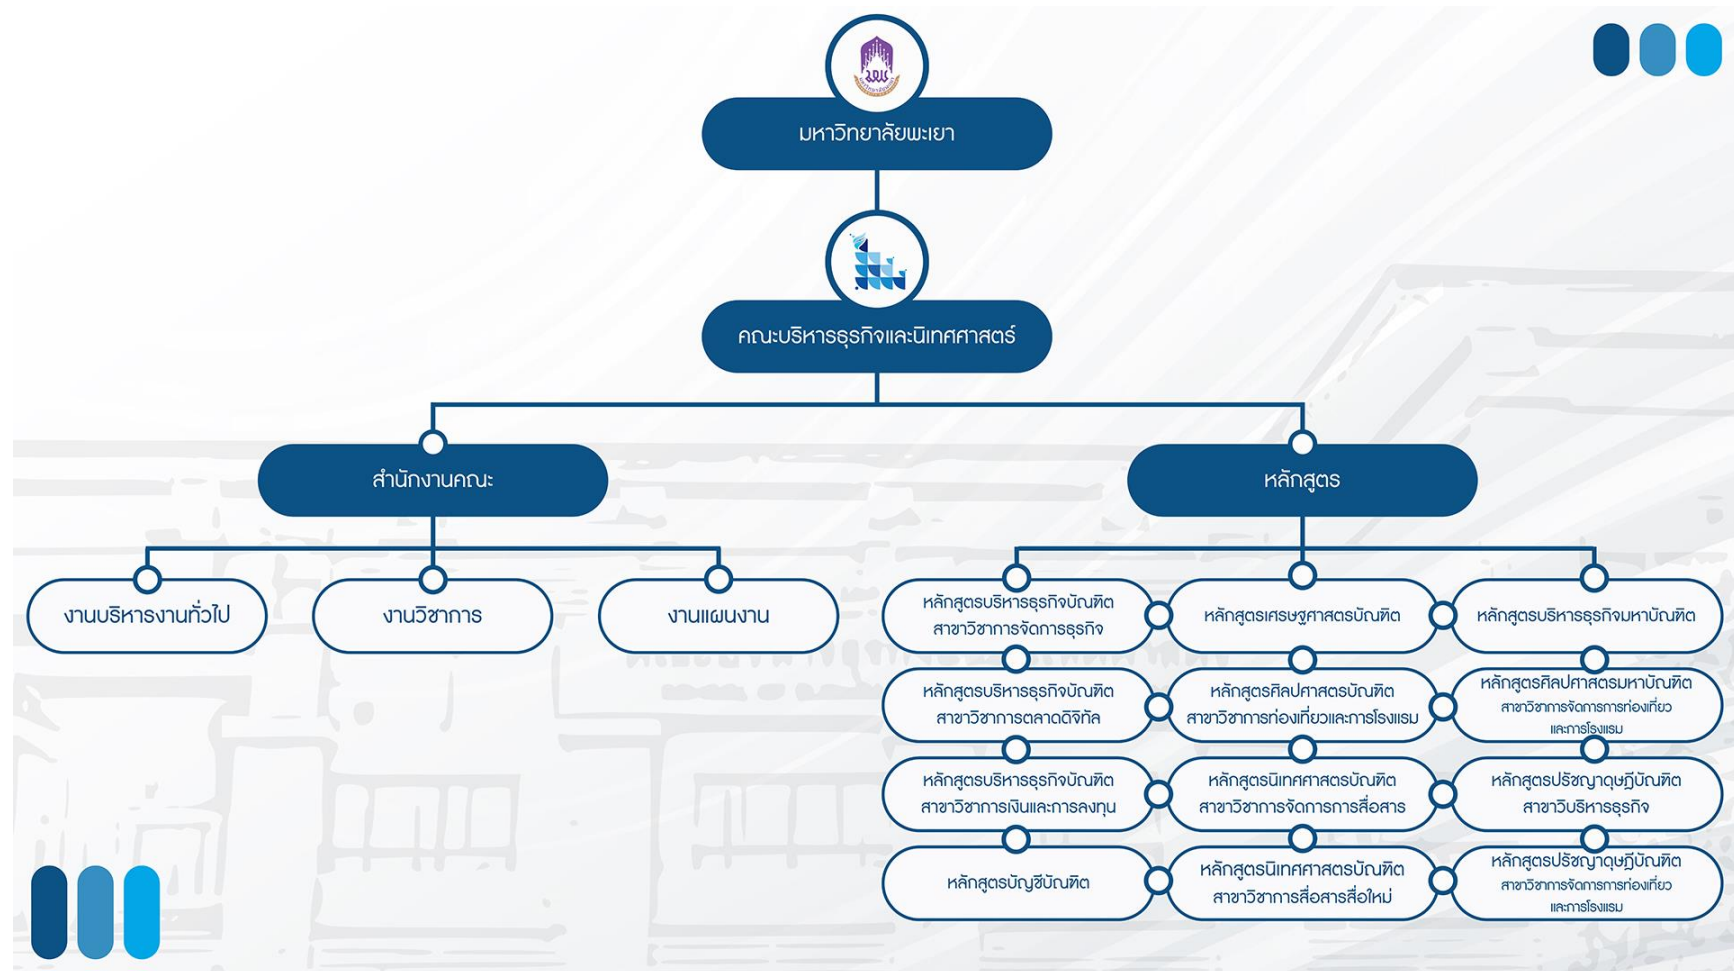 มหาวิทยาลัยพะเยา
คณะบริหารธุรกิจและนิเทศศาสตร์
สำนักงานคณะ
หลักสูตร
งานบริหารงานทั่วไป
งานวิชาการ
งานแผนงาน
หลักสูตรบริหารธุรกิจบัณฑิต
สาขาวิชาการจัดการธุรกิจ
หลักสูตรเศรษฐศาสตรบัณฑิต
หลักสูตรบริหารธุรกิจมหาบัณฑิต
หลักสูตรบริหารธุรกิจบัณฑิต
สาขาวิชาการตลาดดิจิทัล
หลักสูตรศิลปศาสตรบัณฑิต
สาขาวิชาการท่องเที่ยวและการโรงแรม
หลักสูตรศิลปศาสตรมหาบัณฑิต
สาขาวิชาการจัดการการท่องเที่ยว
และการโรงแรม
หลักสูตรบริหารธุรกิจบัณฑิต
สาขาวิชาการเงินและการลงทุน
หลักสูตรนิเทศศาสตรบัณฑิต
สาขาวิชาการจัดการการสื่อสาร
หลักสูตรปรัชญาดุษฎีบัณฑิต
สาขาวิบริหารธุรกิจ
หลักสูตรบัญชีบัณฑิต
หลักสูตรนิเทศศาสตรบัณฑิต
สาขาวิชาการสื่อสารสื่อใหม่
หลักสูตรปรัชญาดุษฎีบัณฑิต
สาขาวิชาการจัดการการท่องเที่ยว
และการโรงแรม